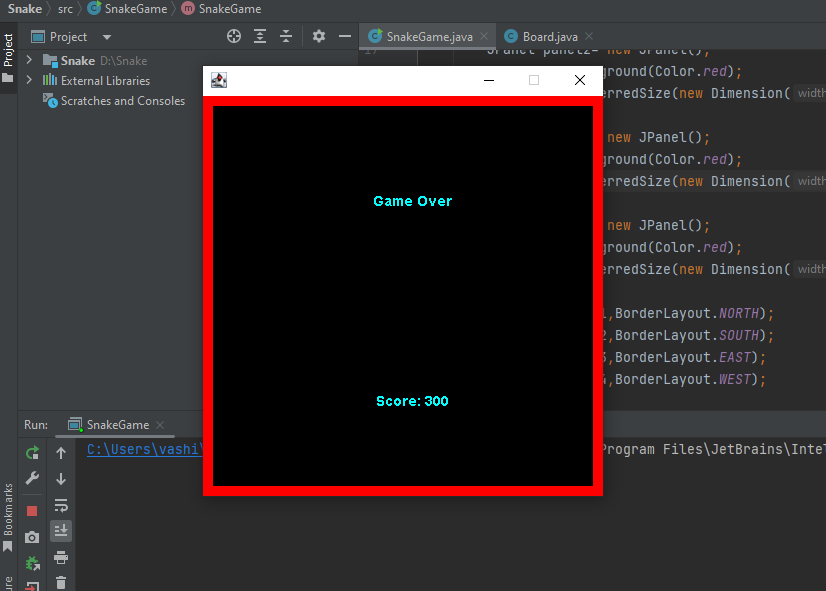 Snake src SnakeGame SnakeGame
Project
Project
SnakeGame.java
Board.java
Snake D:\Snake
External Libraries
Scratches and Consoles
17
JPanel panel2= new JPanel();
ground(Color.red);
erredSize(new Dimension( width
new JPanel();
ground(Color.red);
erredSize(new Dimension( width
new JPanel();
ground(Color.red);
erredSize(new Dimension( width
,BorderLayout.NORTH);
2,BorderLayout.SOUTH);
3,BorderLayout.EAST);
4,BorderLayout.WEST);
Game Over
Score: 300
Run: SnakeGame
C:\Users\vashi\
Program Files\JetBrains\Inte
Bookmarks
ure